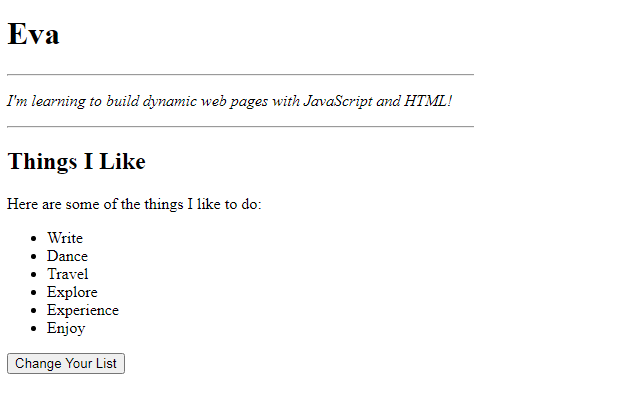 Eva
I'm learning to build dynamic web pages with JavaScript and HTML!
Things I Like
Here are some of the things I like to do:
Write
Dance
Travel
Explore
Experience
Enjoy
Change Your List